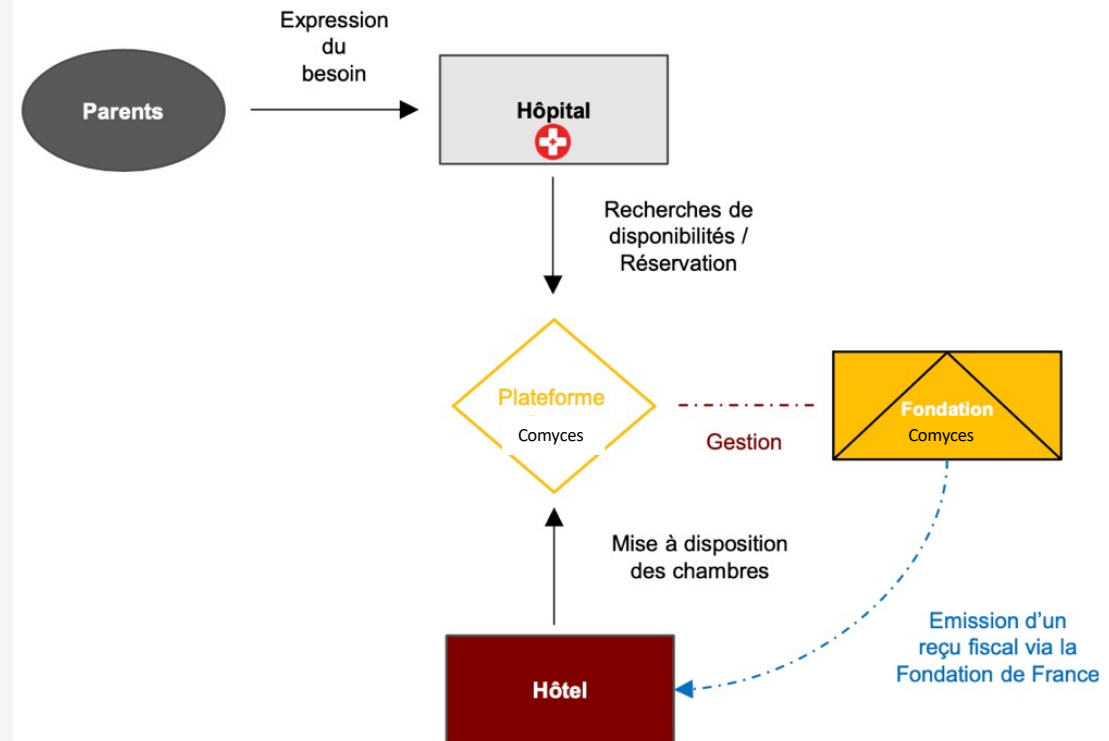 Expression
du
besoin
Parents
Hôpital
Recherches de
disponibilités /
Réservation
Plateforme
Comyces
Gestion
Fondation
Comyces
Mise à disposition
des chambres
Emission d'un
reçu fiscal via la
Fondation de France
Hôtel